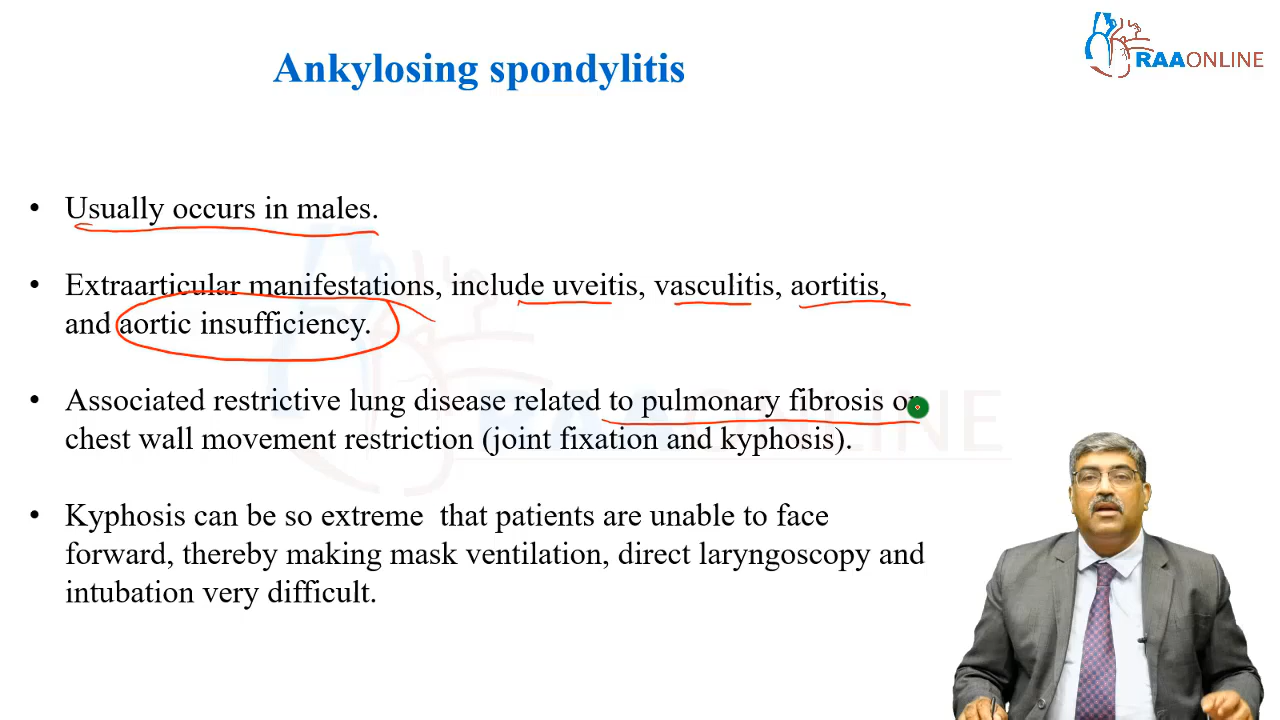 Ankylosing spondylitis
RAAONLINE
• Usually occurs in males.
• Extraarticular manifestations, include uveitis, vasculitis, aortitis,
and aortic insufficiency.
• Associated restrictive lung disease related to pulmonary fibrosis or
chest wall movement restriction (joint fixation and kyphosis).
• Kyphosis can be so extreme that patients are unable to face
forward, thereby making mask ventilation, direct laryngoscopy and
intubation very difficult.
RAAONLINE